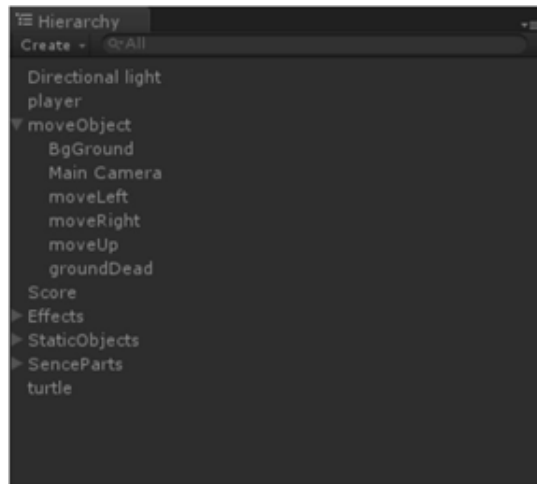 Hierarchy
Create All
Directional light
player
moveObject
BgGround
Main Camera
moveLeft
moveRight
moveUp
groundDead
Score
Effects
StaticObjects
SenceParts
turtle